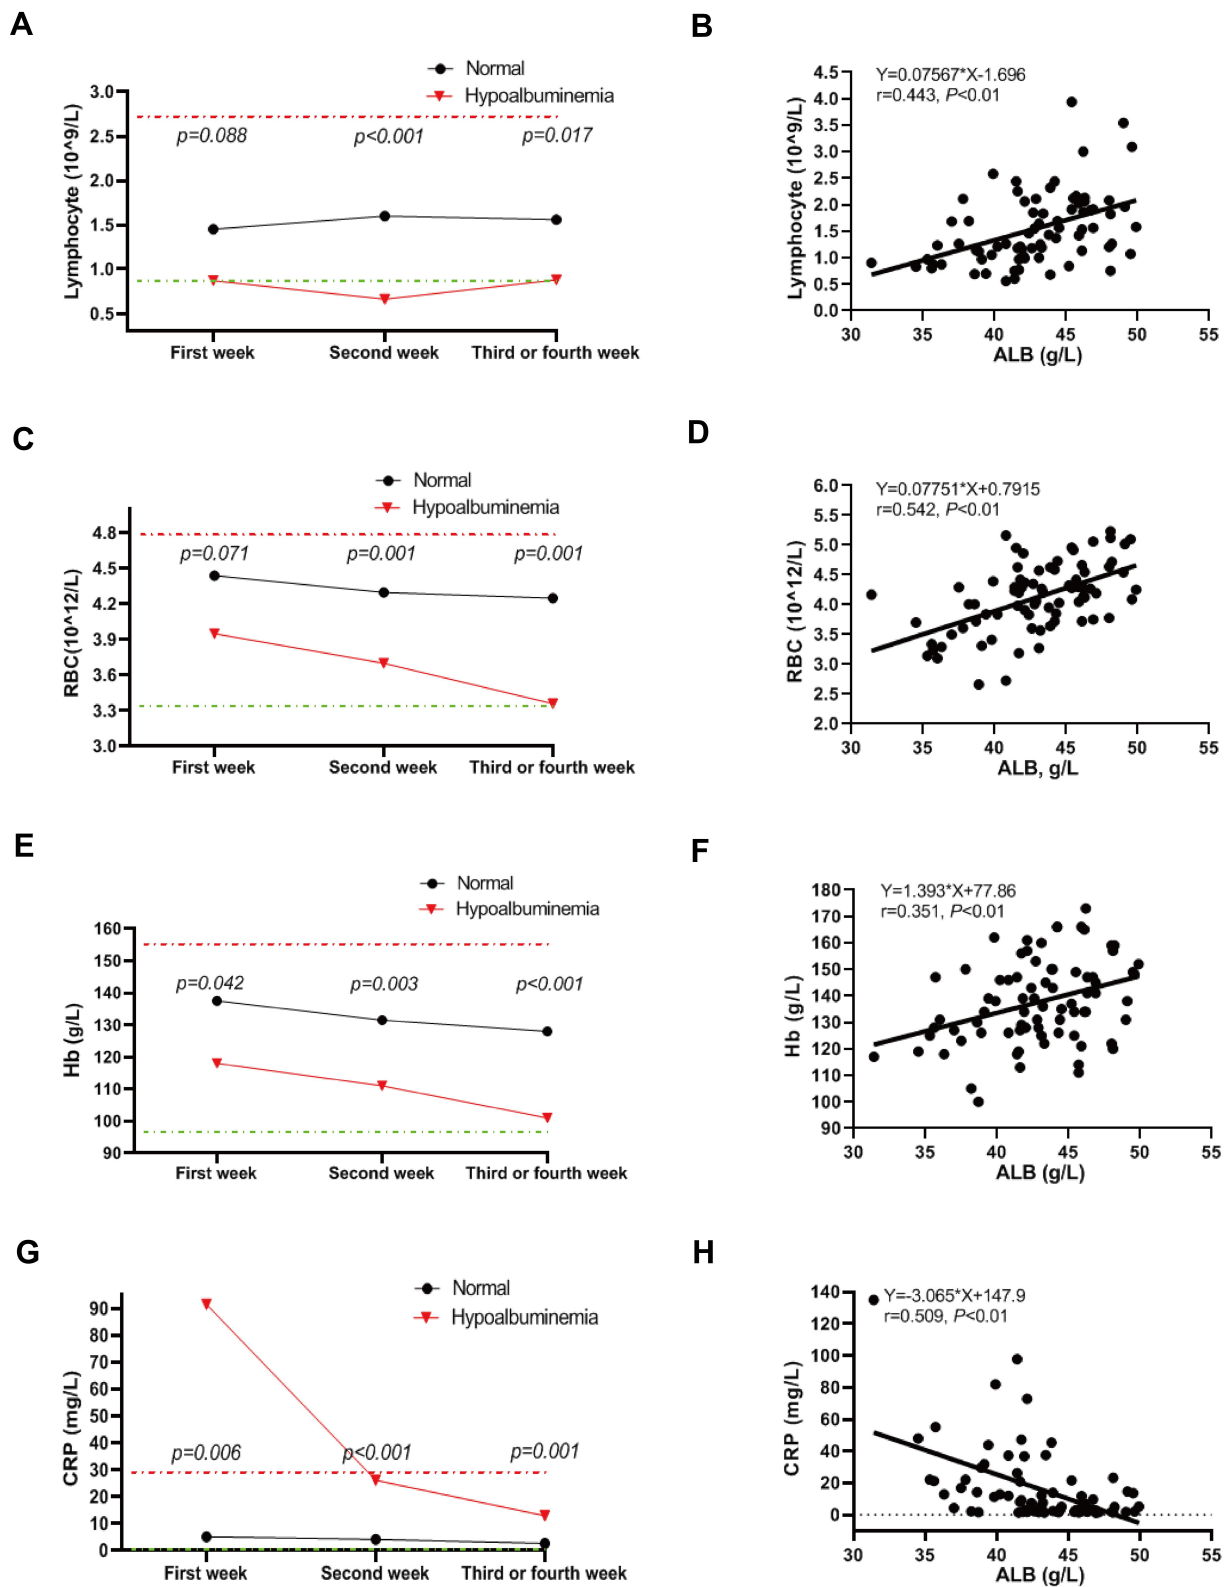 A
Normal
Hypoalbuminemia
Lymphocyte (10^9/L)
3.0
2.5
2.0
1.5
1.0
0.5
p=0.088
p<0.001
p=0.017
First week
Second week
Third or fourth week
B
Y=0.07567*X-1.696
r=0.443, P<0.01
Lymphocyte (10^9/L)
4.5
4.0
3.5
3.0
2.5
2.0
1.5
1.0
0.5
0.0
30
35
40
45
50
55
ALB (g/L)
C
Normal
Hypoalbuminemia
RBC(10^12/L)
4.8
4.5
4.2
3.9
3.6
3.3
3.0
p=0.071
p=0.001
p=0.001
First week
Second week
Third or fourth week
D
Y=0.07751*X+0.7915
r=0.542, P<0.01
RBC (10^12/L)
6.0
5.5
5.0
4.5
4.0
3.5
3.0
2.5
2.0
30
35
40
45
50
55
ALB, g/L
E
Normal
Hypoalbuminemia
Hb (g/L)
160
150
140
130
120
110
100
90
p=0.042
p=0.003
p<0.001
First week
Second week
Third or fourth week
F
Y=1.393*X+77.86
r=0.351, P<0.01
Hb (g/L)
180
170
160
150
140
130
120
110
100
90
30
35
40
45
50
55
ALB (g/L)
G
Normal
Hypoalbuminemia
CRP (mg/L)
90
80
70
60
50
40
30
20
10
0
p=0.006
p<0.001
p=0.001
First week
Second week
Third or fourth week
H
Y=-3.065*X+147.9
r=0.509, P<0.01
CRP (mg/L)
140
120
100
80
60
40
20
0
30
35
40
45
50
55
ALB (g/L)